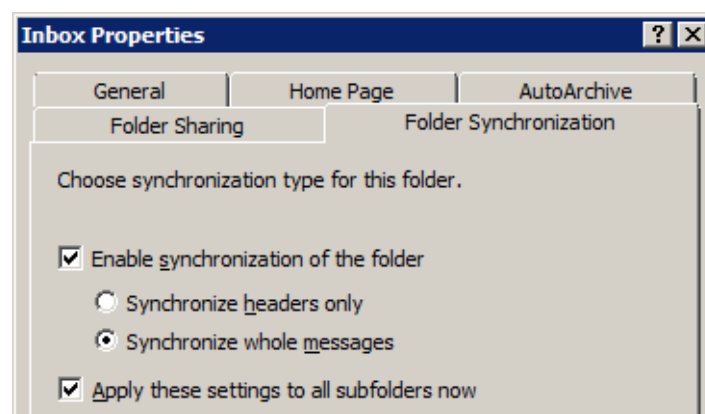 Inbox Properties
General Home Page AutoArchive
Folder Sharing Folder Synchronization
Choose synchronization type for this folder.
Enable synchronization of the folder
Synchronize headers only
Synchronize whole messages
Apply these settings to all subfolders now